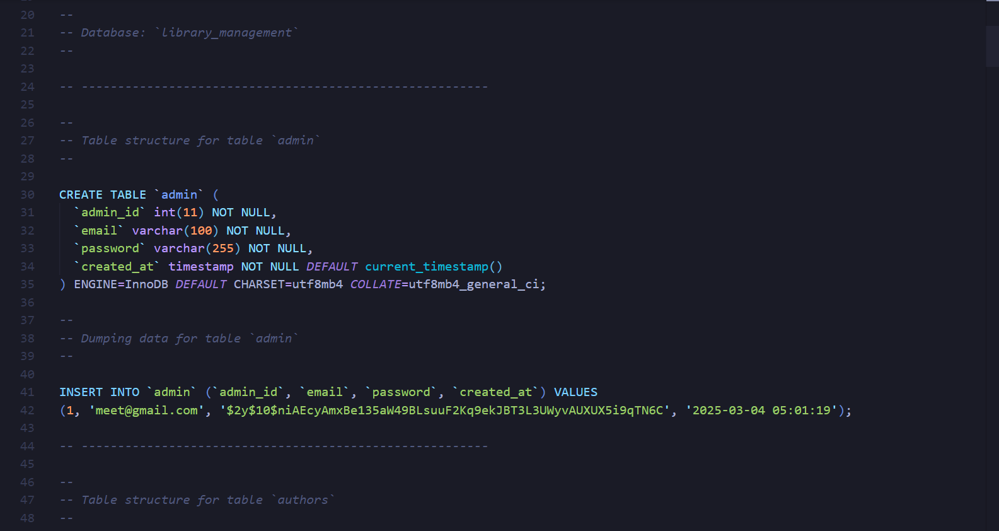 20 --
21 -- Database: `library_management`
22 --
23
24 -- --------------------------------------------------------
25
26 --
27 -- Table structure for table `admin`
28 --
29
30 CREATE TABLE `admin` (
31   `admin_id` int(11) NOT NULL,
32   `email` varchar(100) NOT NULL,
33   `password` varchar(255) NOT NULL,
34   `created_at` timestamp NOT NULL DEFAULT current_timestamp()
35 ) ENGINE=InnoDB DEFAULT CHARSET=utf8mb4 COLLATE=utf8mb4_general_ci;
36
37 --
38 -- Dumping data for table `admin`
39 --
40
41 INSERT INTO `admin` (`admin_id`, `email`, `password`, `created_at`) VALUES
42 (1, 'meet@gmail.com', '$2y$10$niAEcyAmxBe135aW49BLsuuF2Kq9ekJBT3L3UWyvAUXUX5i9qTN6C', '2025-03-04 05:01:19');
43
44 -- --------------------------------------------------------
45
46 --
47 -- Table structure for table `authors`
48 --